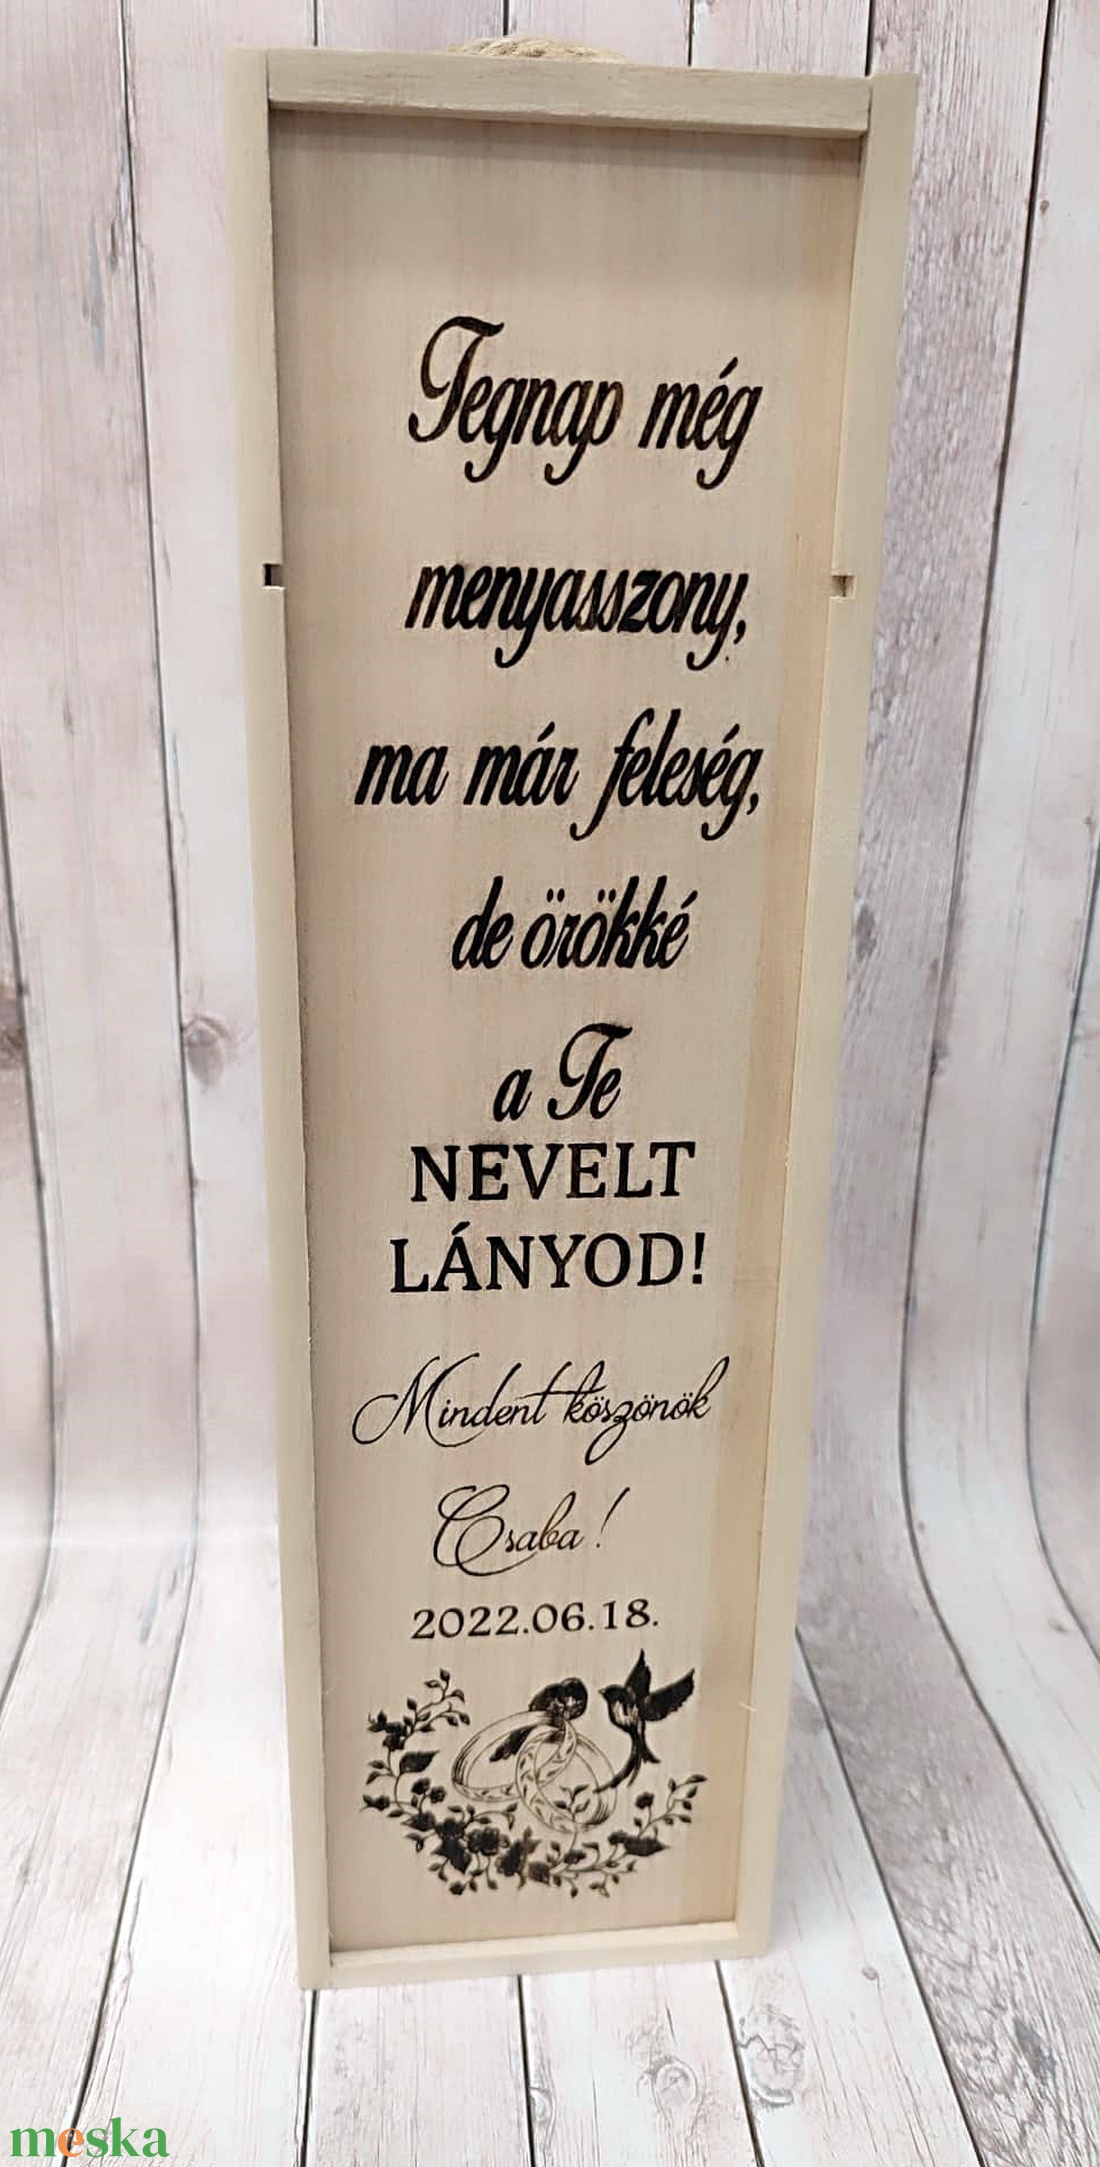 Tegnap még
menyasszony,
ma már feleség,
de örökké
a Te
NEVELT
LÁNYOD!
Mindent köszönök
Csaba!
2022.06.18.
meska